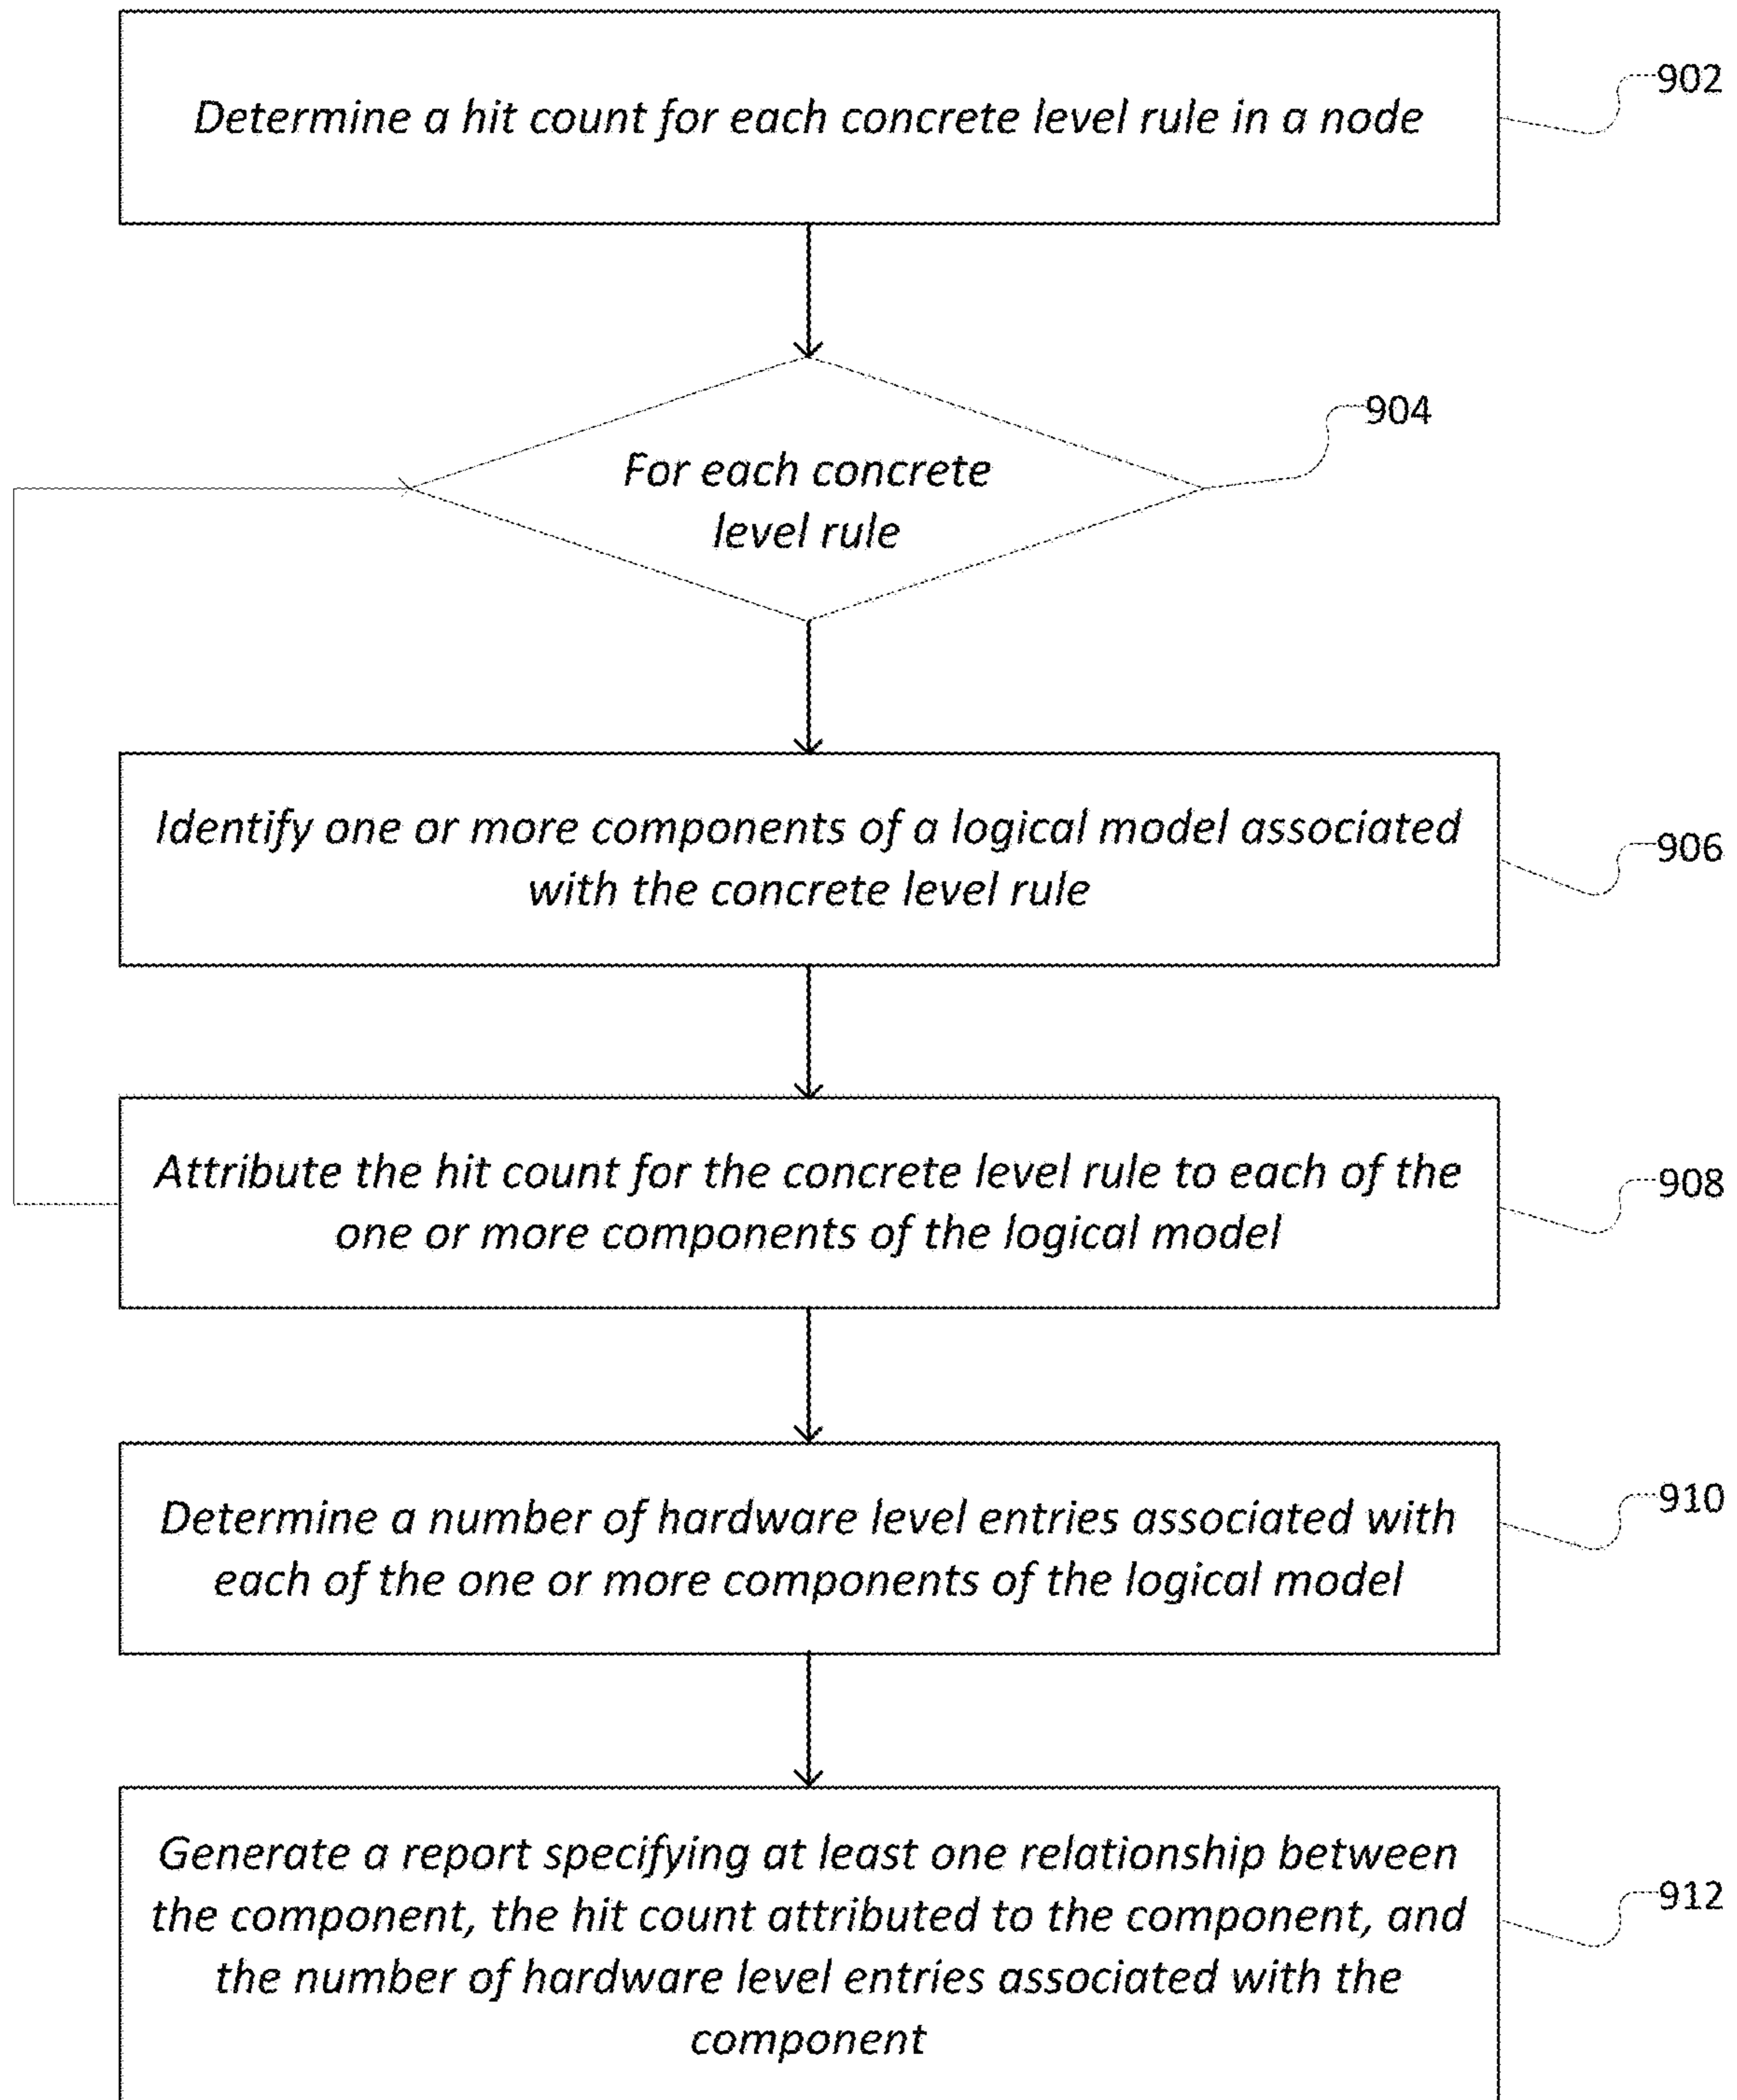 Determine a hit count for each concrete level rule in a node
902
For each concrete
level rule
904
Identify one or more components of a logical model associated
with the concrete level rule
906
Attribute the hit count for the concrete level rule to each of the
one or more components of the logical model
908
Determine a number of hardware level entries associated with
each of the one or more components of the logical model
910
Generate a report specifying at least one relationship between
the component, the hit count attributed to the component, and
the number of hardware level entries associated with the
component
912